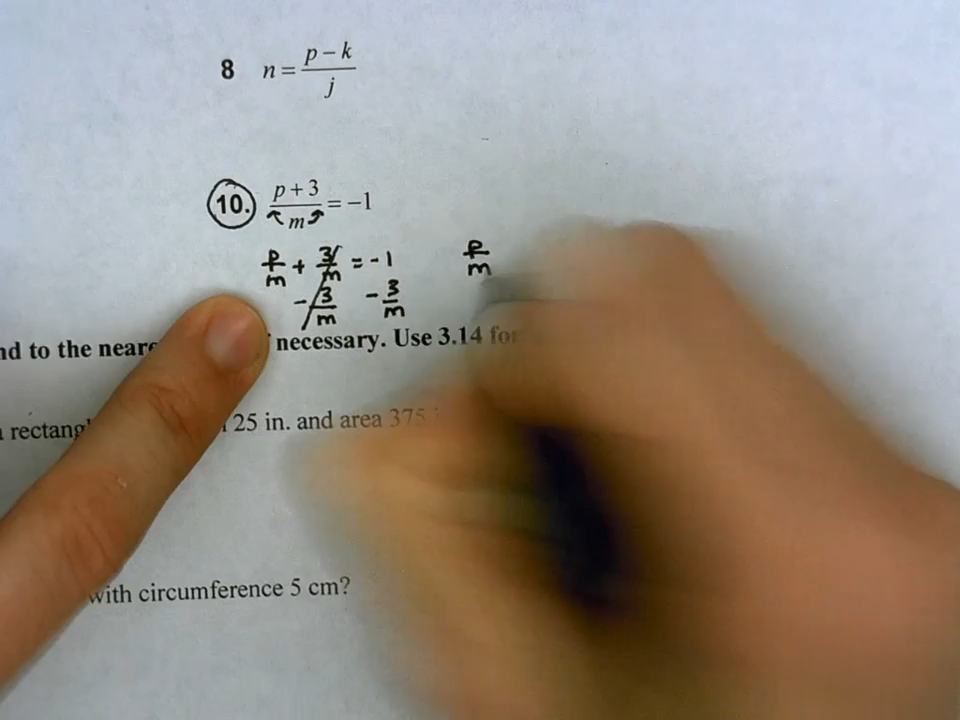 8 n = p - k / j
10. p + 3 / m = -1
p/m + 3/m = -1 p/m
- 3/m - 3/m
necessary. Use 3.14
25 in. and area 375
with circumference 5 cm?